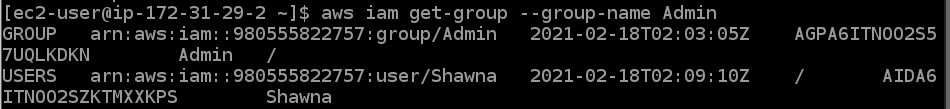 [ec2-user@ip-172-31-29-2 ~]$ aws iam get-group --group-name Admin
GROUP   arn:aws:iam::980555822757:group/Admin   2021-02-18T02:03:05Z    AGPA6ITNOO2S5
7UQLKDKN        Admin   /
USERS   arn:aws:iam::980555822757:user/Shawna   2021-02-18T02:09:10Z    /       AIDA6
ITNOO2SZKTMXXKPS        Shawna